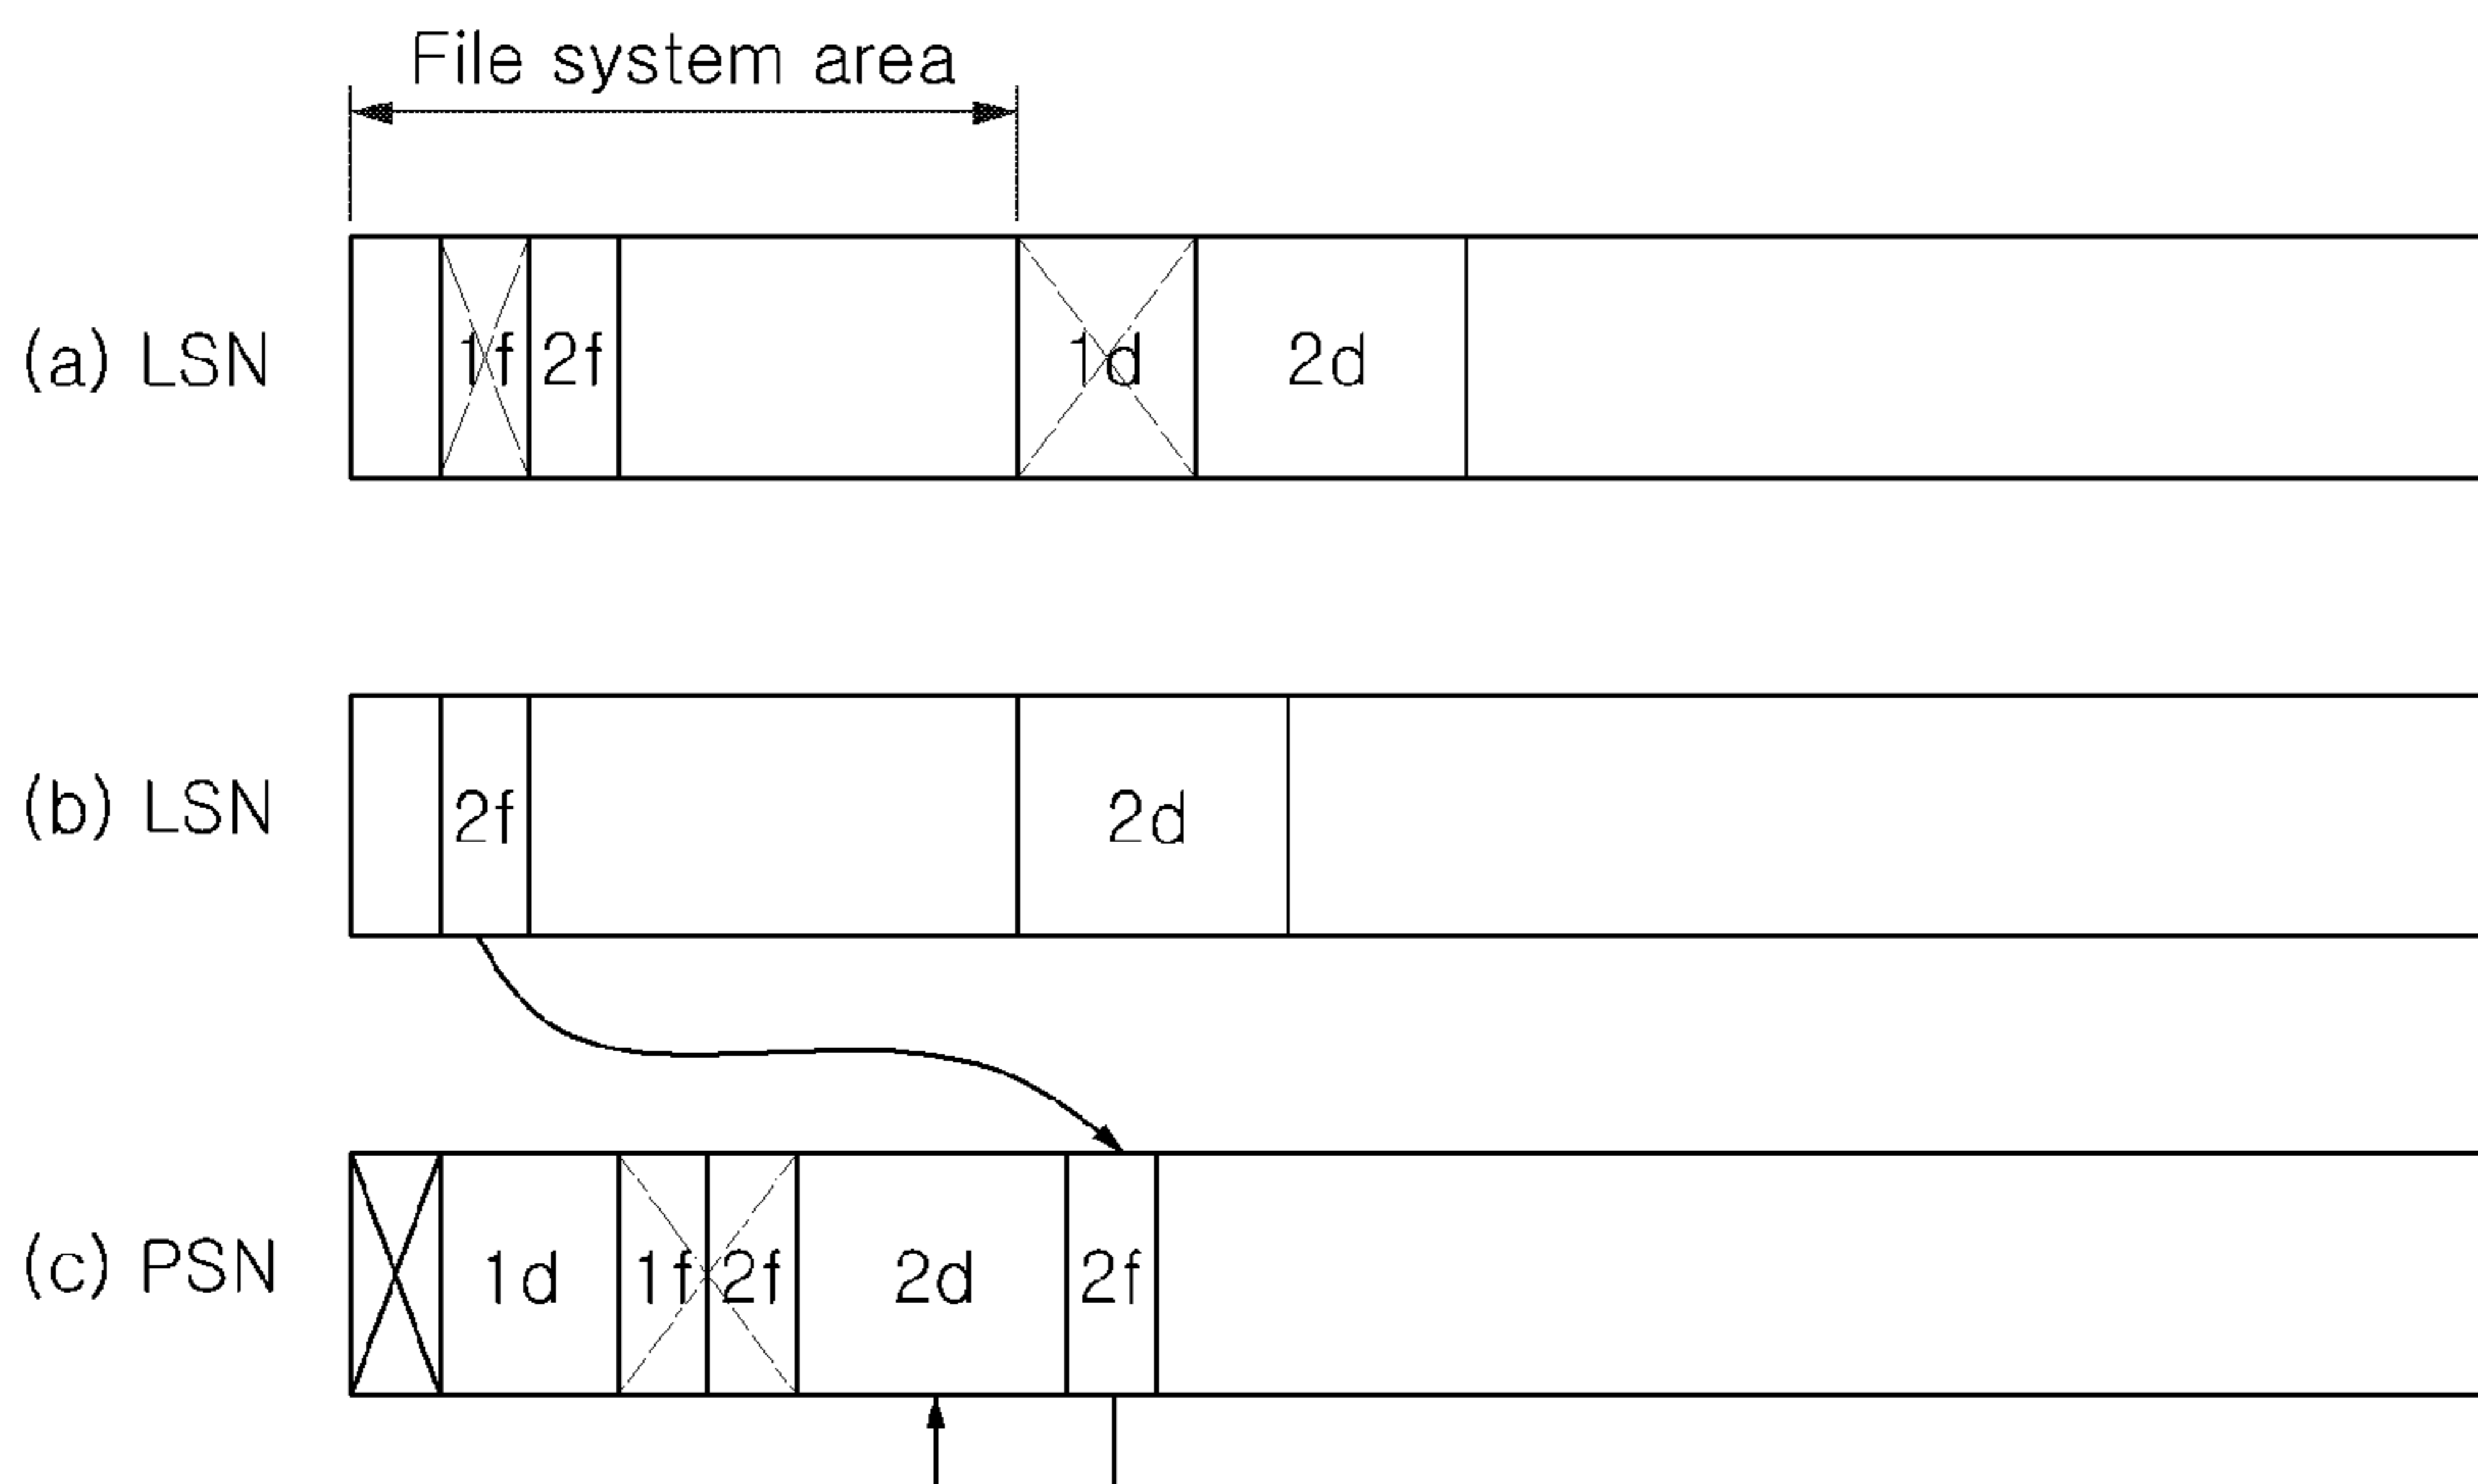 File system area
(a) LSN 1f 2f 1d 2d
(b) LSN 2f 2d
(c) PSN 1d 1f 2f 2d 2f